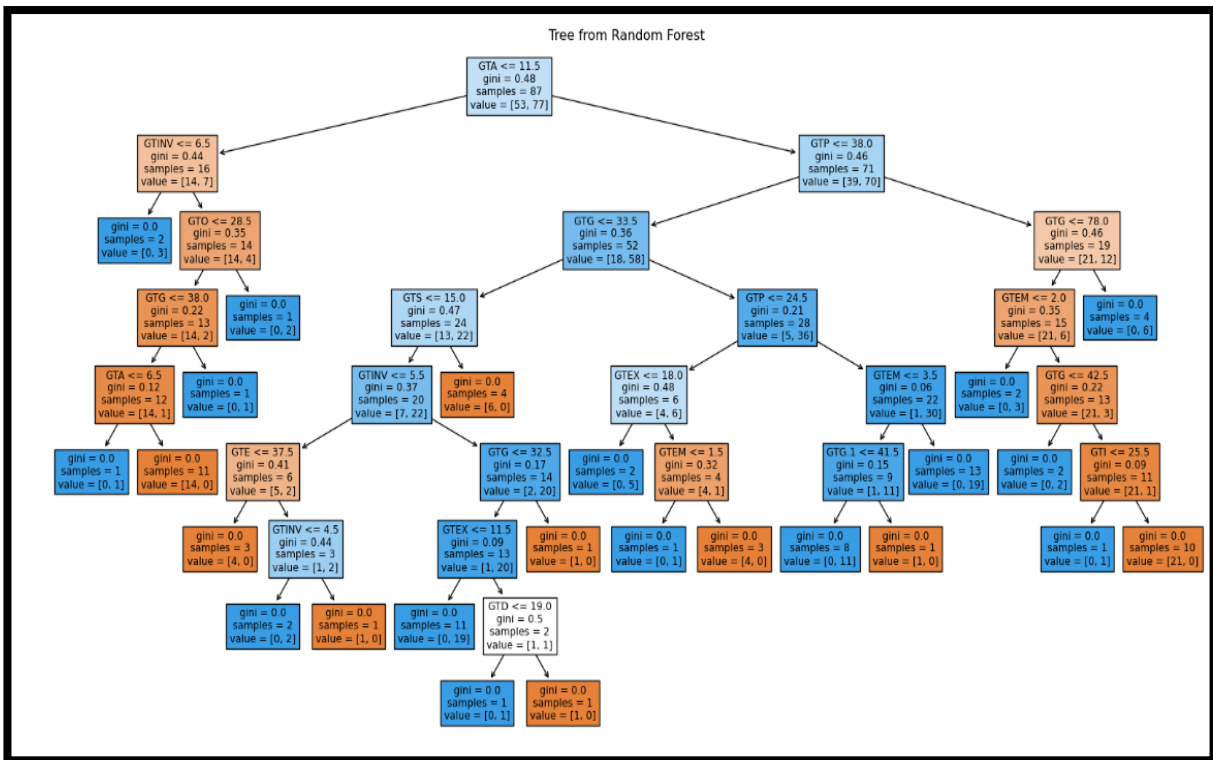 Tree from Random Forest
GTA <= 11.5
gini = 0.48
samples = 87
value = [53, 77]
GTINV <= 6.5
gini = 0.44
samples = 16
value = [14, 7]
GTP <= 38.0
gini = 0.46
samples = 71
value = [39, 70]
gini = 0.0
samples = 2
value = [0, 3]
GTO <= 28.5
gini = 0.35
samples = 14
value = [14, 4]
GTG <= 33.5
gini = 0.36
samples = 52
value = [18, 58]
GTG <= 78.0
gini = 0.46
samples = 19
value = [21, 12]
GTG <= 38.0
gini = 0.22
samples = 13
value = [14, 2]
gini = 0.0
samples = 1
value = [0, 2]
GTS <= 15.0
gini = 0.47
samples = 24
value = [13, 22]
GTP <= 24.5
gini = 0.21
samples = 28
value = [5, 36]
GTEM <= 2.0
gini = 0.35
samples = 15
value = [21, 6]
gini = 0.0
samples = 4
value = [0, 6]
GTA <= 6.5
gini = 0.12
samples = 12
value = [14, 1]
gini = 0.0
samples = 1
value = [0, 1]
GTINV <= 5.5
gini = 0.37
samples = 20
value = [7, 22]
gini = 0.0
samples = 4
value = [6, 0]
GTEX <= 18.0
gini = 0.48
samples = 6
value = [4, 6]
GTEM <= 3.5
gini = 0.06
samples = 22
value = [1, 30]
gini = 0.0
samples = 2
value = [0, 3]
GTG <= 42.5
gini = 0.22
samples = 13
value = [21, 3]
gini = 0.0
samples = 1
value = [0, 1]
gini = 0.0
samples = 11
value = [14, 0]
GTE <= 37.5
gini = 0.41
samples = 6
value = [5, 2]
GTG <= 32.5
gini = 0.17
samples = 14
value = [2, 20]
gini = 0.0
samples = 2
value = [0, 5]
GTEM <= 1.5
gini = 0.32
samples = 4
value = [4, 1]
GTG.1 <= 41.5
gini = 0.15
samples = 9
value = [1, 11]
gini = 0.0
samples = 13
value = [0, 19]
gini = 0.0
samples = 2
value = [0, 2]
GTI <= 25.5
gini = 0.09
samples = 11
value = [21, 1]
gini = 0.0
samples = 3
value = [4, 0]
GTINV <= 4.5
gini = 0.44
samples = 3
value = [1, 2]
GTEX <= 11.5
gini = 0.09
samples = 13
value = [1, 20]
gini = 0.0
samples = 1
value = [1, 0]
gini = 0.0
samples = 1
value = [0, 1]
gini = 0.0
samples = 3
value = [4, 0]
gini = 0.0
samples = 8
value = [0, 11]
gini = 0.0
samples = 1
value = [1, 0]
gini = 0.0
samples = 1
value = [0, 1]
gini = 0.0
samples = 10
value = [21, 0]
gini = 0.0
samples = 2
value = [0, 2]
gini = 0.0
samples = 1
value = [1, 0]
gini = 0.0
samples = 11
value = [0, 19]
GTD <= 19.0
gini = 0.5
samples = 2
value = [1, 1]
gini = 0.0
samples = 1
value = [0, 1]
gini = 0.0
samples = 1
value = [1, 0]